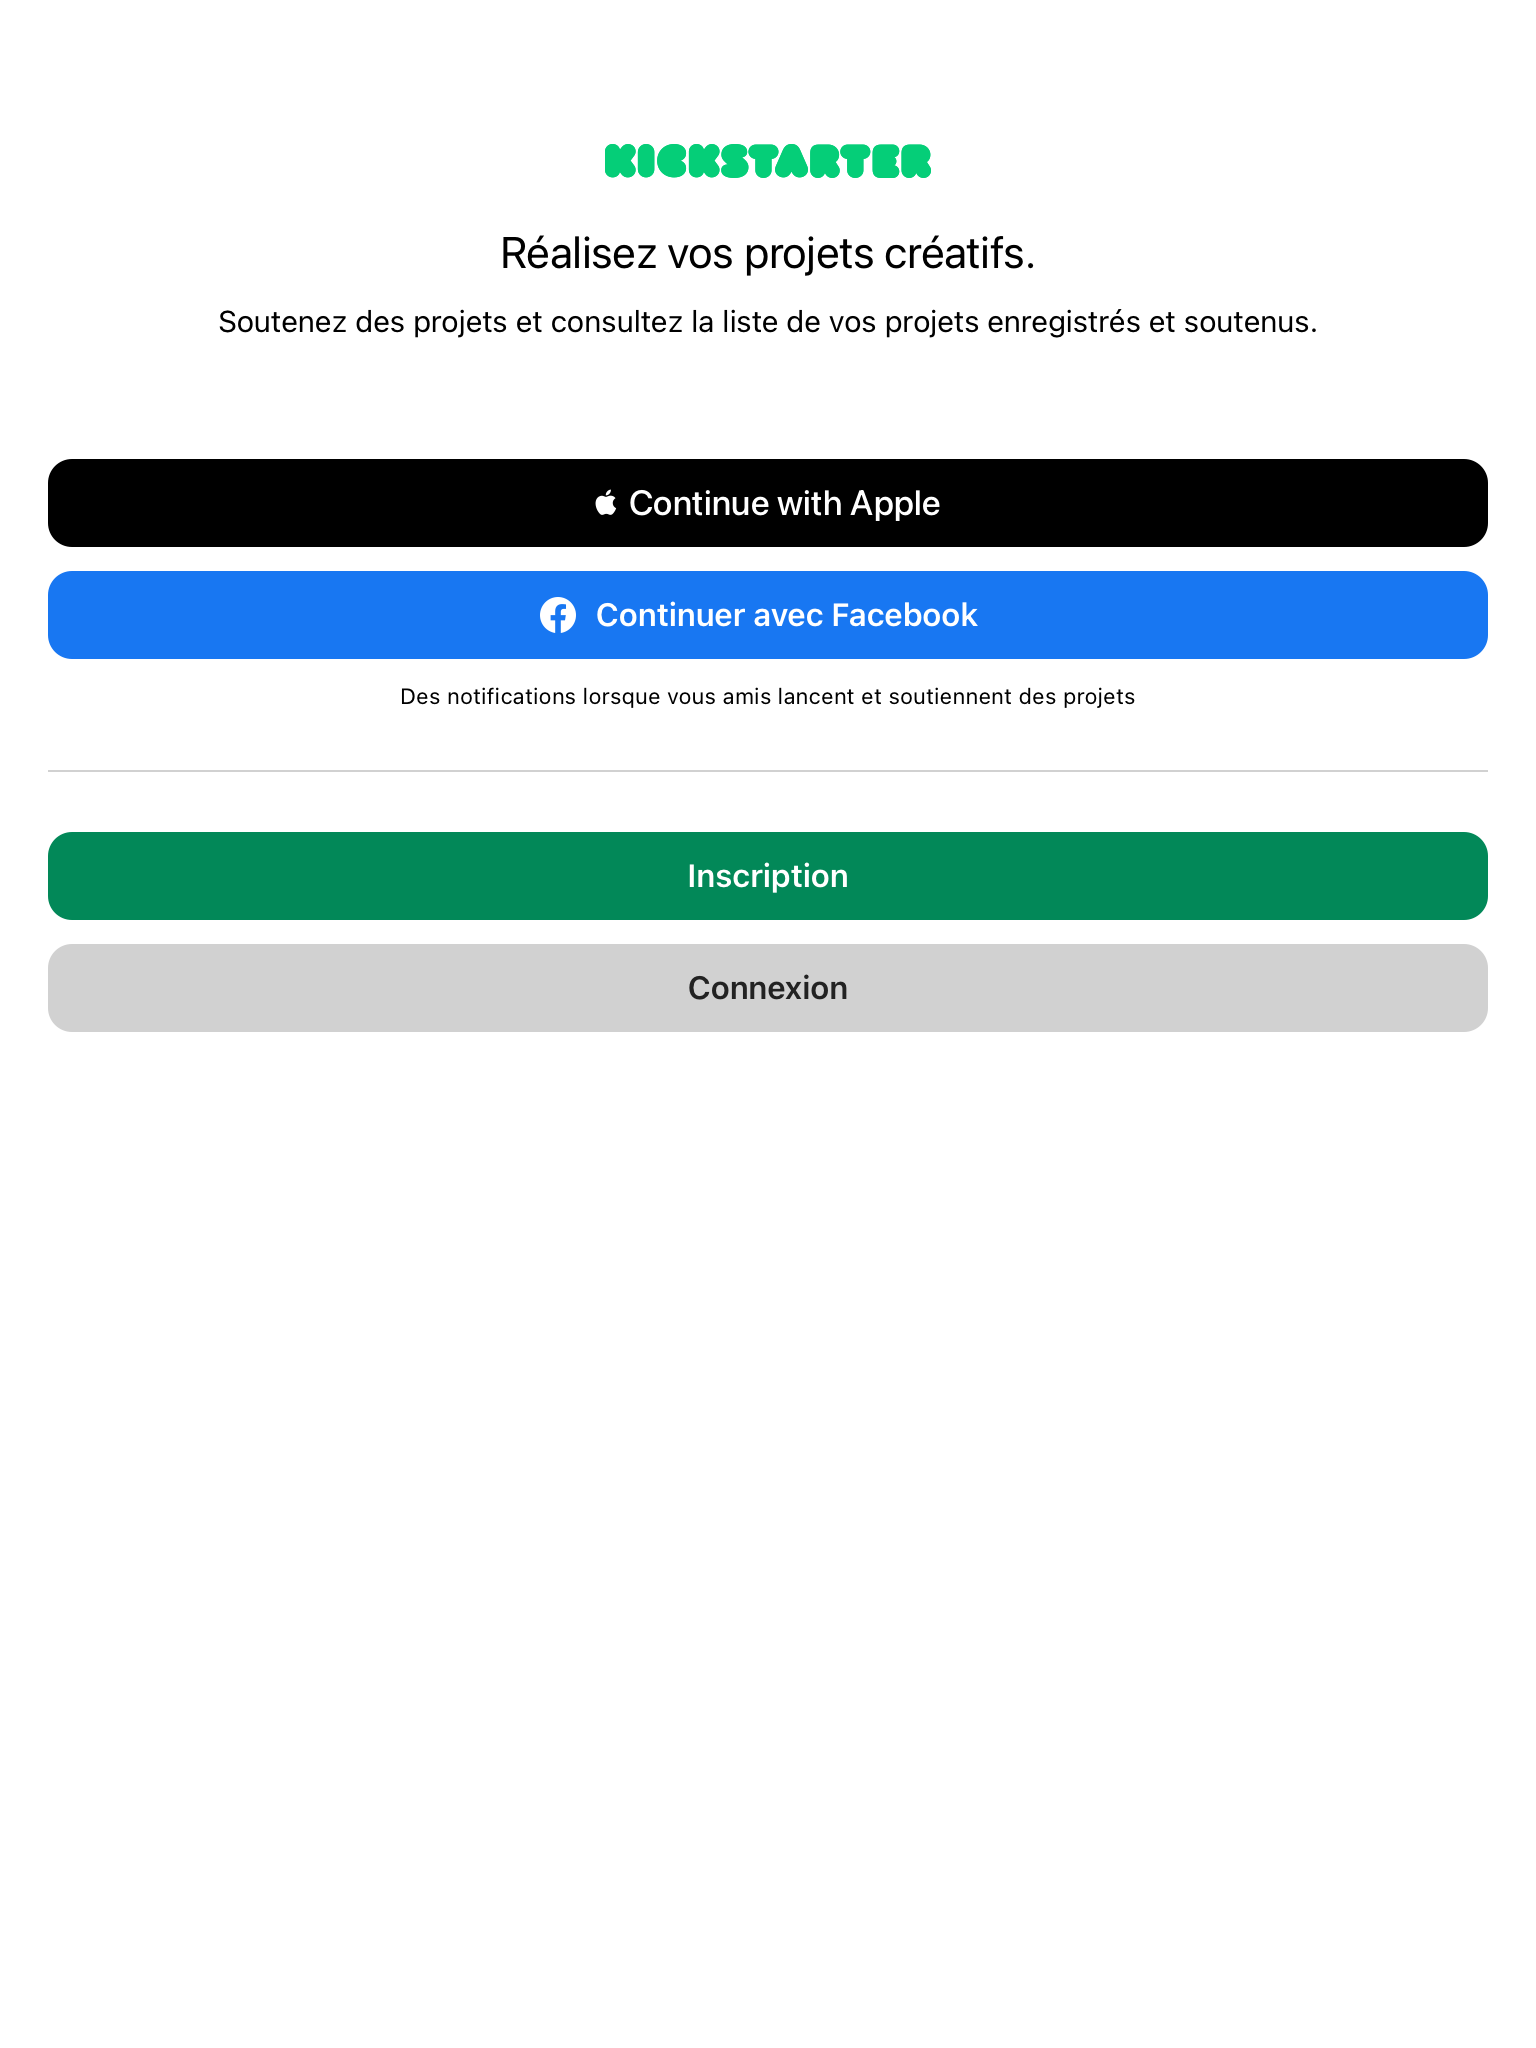 KICKSTARTER
Réalisez vos projets créatifs.
Soutenez des projets et consultez la liste de vos projets enregistrés et soutenus.
Continue with Apple
Continuer avec Facebook
Des notifications lorsque vous amis lancent et soutiennent des projets
Inscription
Connexion